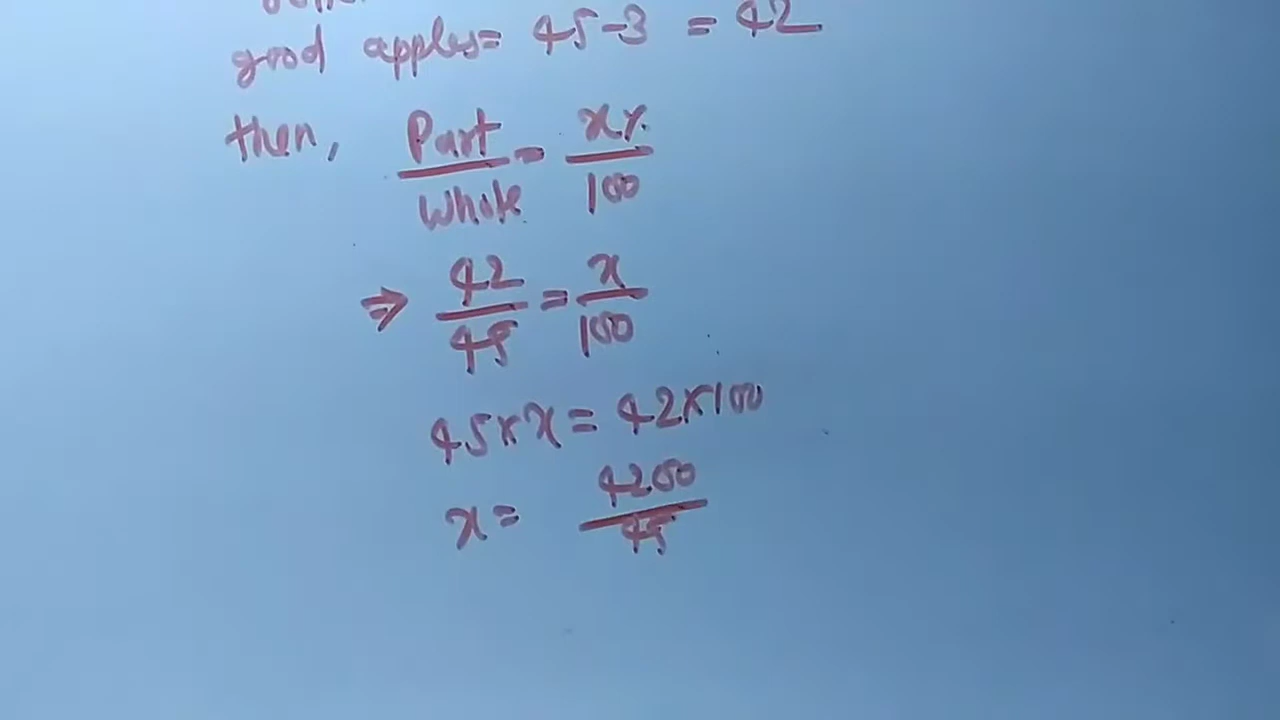 good apples= 45-3 = 42
then, Part/Whole = x%/100
⇒ 42/45 = x/100
45×x = 42×100
x = 4200/45